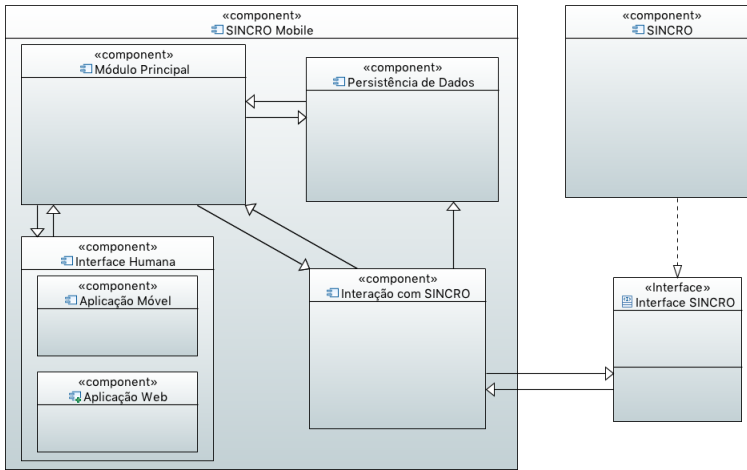 «component»
SINCRO Mobile
«component»
Módulo Principal
«component»
Persistência de Dados
«component»
Interface Humana
«component»
Aplicação Móvel
«component»
Aplicação Web
«component»
Interação com SINCRO
«component»
SINCRO
«Interface»
Interface SINCRO